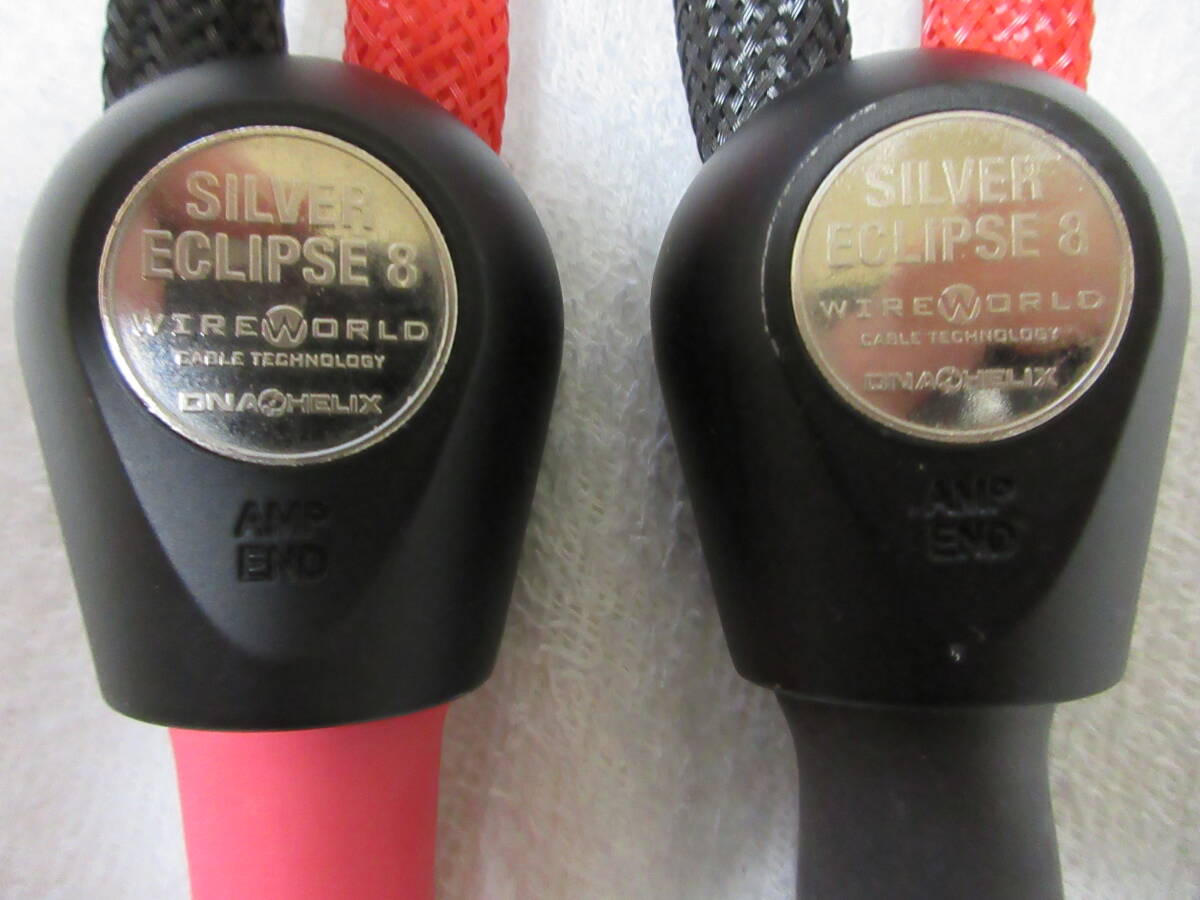 SILVER
ECLIPSE 8
WIREWORLD
CABLE TECHNOLOGY
DNA HELIX
AMP
END
SILVER
ECLIPSE 8
WIREWORLD
CABLE TECHNOLOGY
DNA HELIX
AMP
END